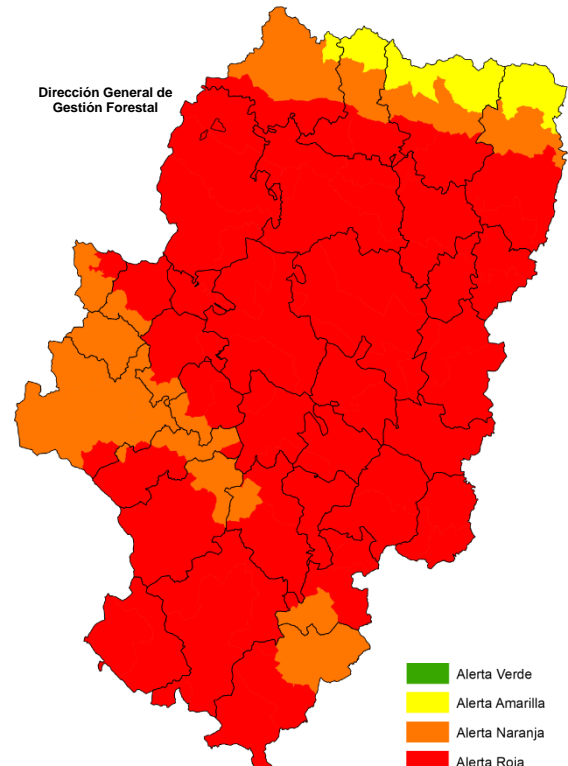 Dirección General de
Gestión Forestal
Alerta Verde
Alerta Amarilla
Alerta Naranja
Alerta Roja